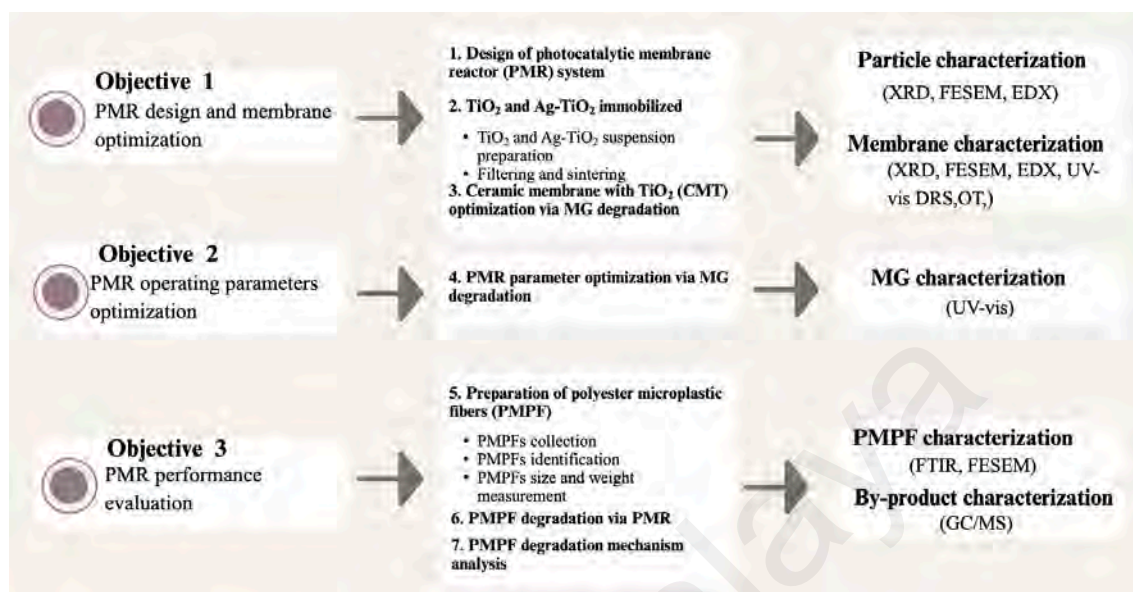 Objective 1
PMR design and membrane
optimization
1. Design of photocatalytic membrane
reactor (PMR) system
2. TiO₂ and Ag-TiO₂ immobilized
• TiO₂ and Ag-TiO₂ suspension
preparation
• Filtering and sintering
3. Ceramic membrane with TiO₂ (CMT)
optimization via MG degradation
Particle characterization
(XRD, FESEM, EDX)
Membrane characterization
(XRD, FESEM, EDX, UV-
vis DRS,OT,)
Objective 2
PMR operating parameters
optimization
4. PMR parameter optimization via MG
degradation
MG characterization
(UV-vis)
Objective 3
PMR performance
evaluation
5. Preparation of polyester microplastic
fibers (PMPF)
• PMPFs collection
• PMPFs identification
• PMPFs size and weight
measurement
6. PMPF degradation via PMR
7. PMPF degradation mechanism
analysis
PMPF characterization
(FTIR, FESEM)
By-product characterization
(GC/MS)
alaya